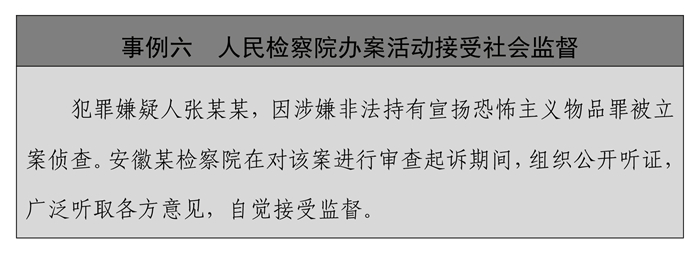 事例六 人民检察院办案活动接受社会监督
犯罪嫌疑人张某某，因涉嫌非法持有宣扬恐怖主义物品罪被立
案侦查。安徽某检察院在对该案进行审查起诉期间，组织公开听证，
广泛听取各方意见，自觉接受监督。